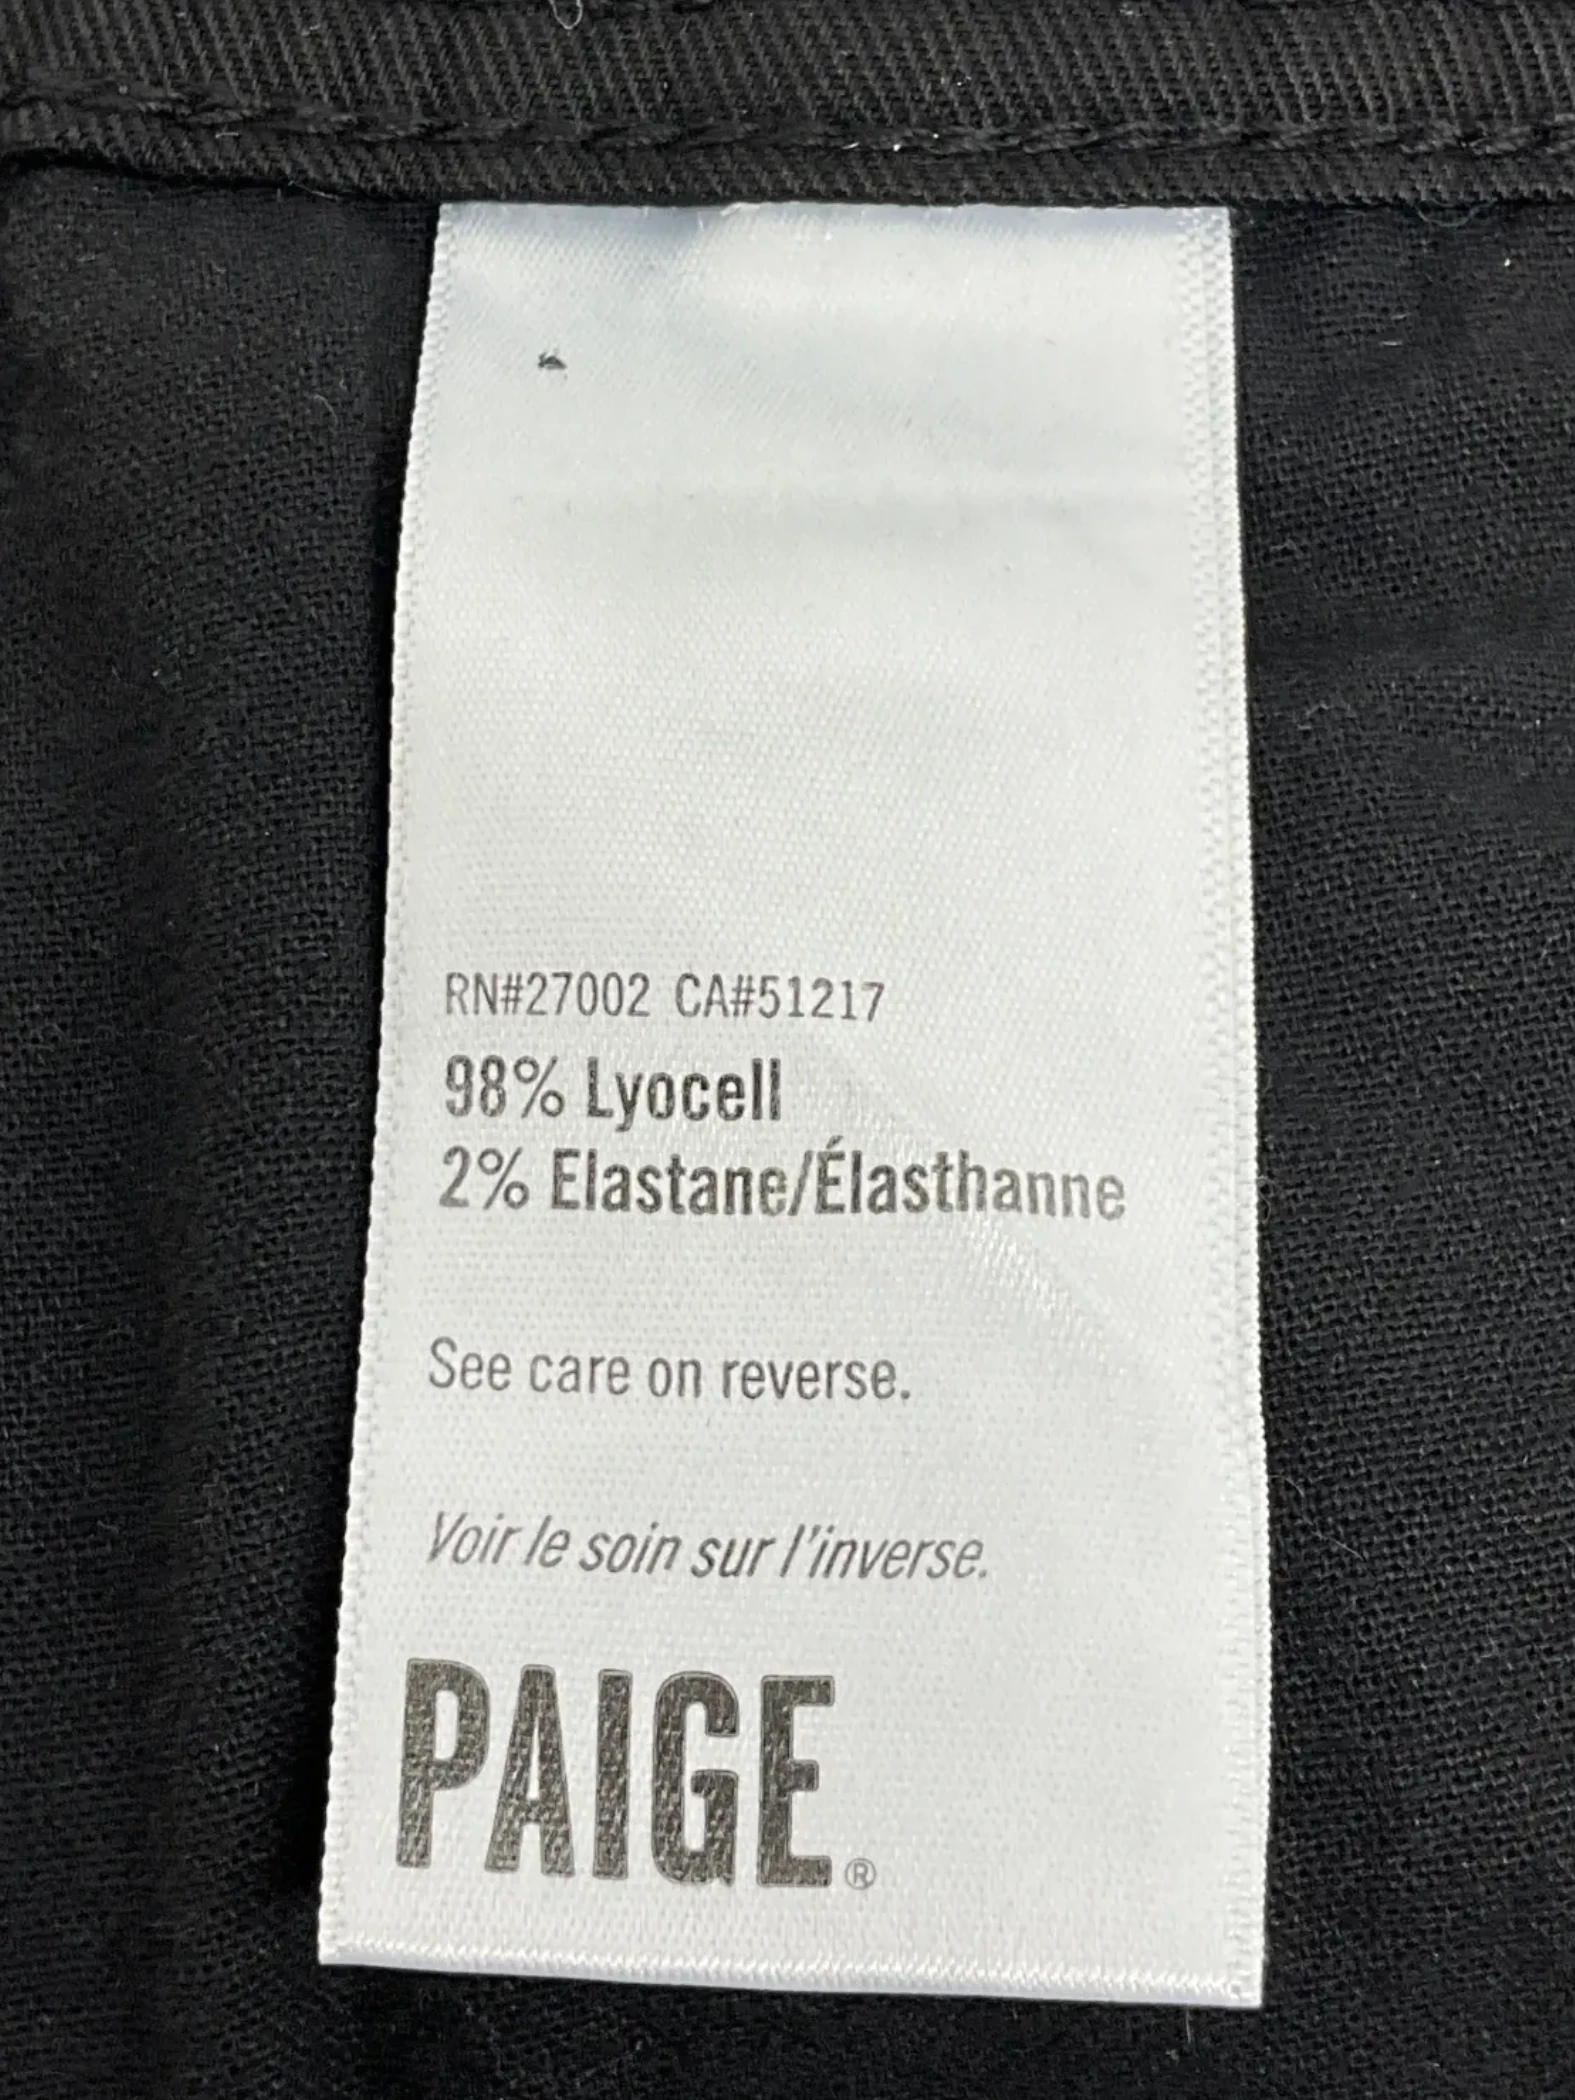 RN#27002 CA#51217
98% Lyocell
2% Elastane/Élasthanne
See care on reverse.
Voir le soin sur l'inverse.
PAIGE®